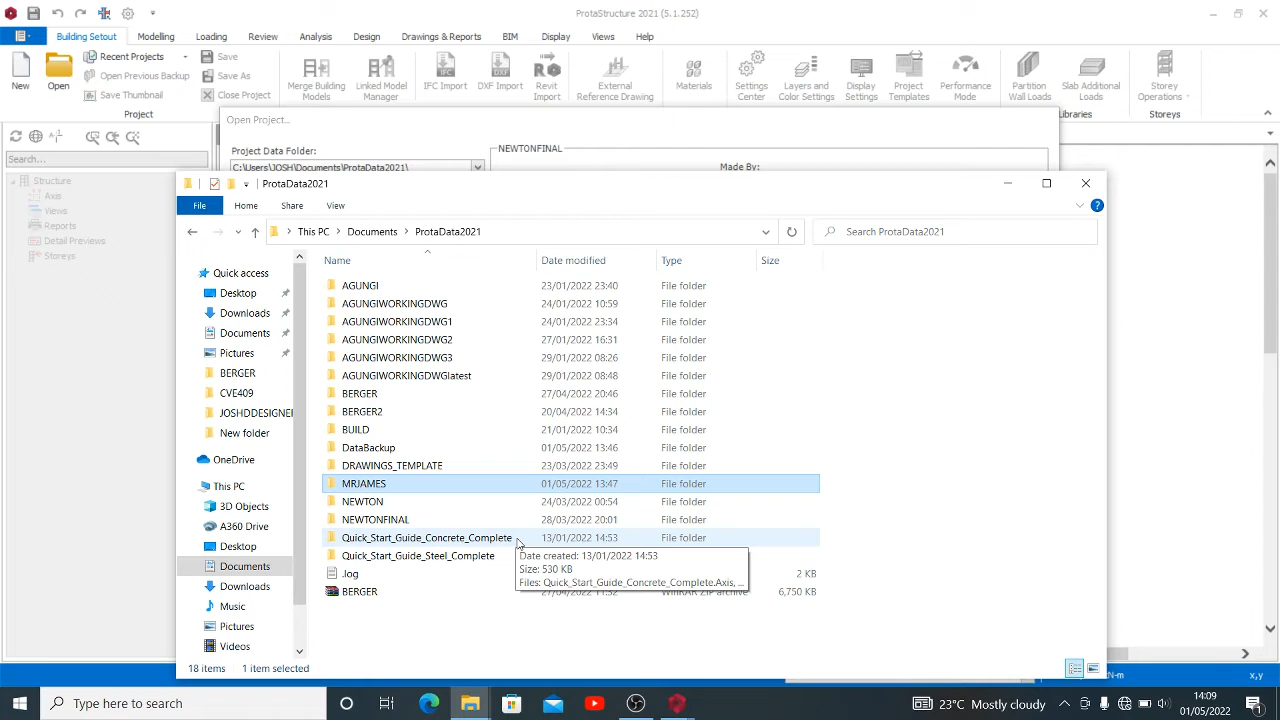 ProtaStructure 2021 (5.1.252)
Building Setout
Modelling
Loading
Review
Analysis
Design
Drawings & Reports
BIM
Display
Views
Help
New
Open
Recent Projects
Open Previous Backup
Save Thumbnail
Save
Save As
Close Project
Project
Merge Building Models
Linked Model Manager
IFC Import
DXF Import
Revit Import
External Reference Drawing
Materials
Settings Center
Layers and Color Settings
Display Settings
Project Templates
Performance Mode
Partition Wall Loads
Slab Additional Loads
Libraries
Storey Operations
Storeys
Search...
Structure
Axis
Views
Reports
Detail Previews
Storeys
Open Project...
Project Data Folder:
C:\Users\JOSH\Documents\ProtaData2021\
NEWTONFINAL
Made By:
ProtaData2021
File
Home
Share
View
This PC
Documents
ProtaData2021
Search ProtaData2021
Name Date modified Type Size
Quick access
Desktop
Downloads
Documents
Pictures
BERGER
CVE409
JOSHDDESIGNER
New folder
OneDrive
This PC
3D Objects
A360 Drive
Desktop
Documents
Downloads
Music
Pictures
Videos
AGUNGI 23/01/2022 23:40 File folder
AGUNGIWORKINGDWG 24/01/2022 10:59 File folder
AGUNGIWORKINGDWG1 24/01/2022 23:34 File folder
AGUNGIWORKINGDWG2 27/01/2022 16:31 File folder
AGUNGIWORKINGDWG3 29/01/2022 08:26 File folder
AGUNGIWORKINGDWGlatest 29/01/2022 08:48 File folder
BERGER 27/04/2022 20:46 File folder
BERGER2 20/04/2022 14:34 File folder
BUILD 21/01/2022 10:34 File folder
DataBackup 01/05/2022 13:46 File folder
DRAWINGS_TEMPLATE 23/03/2022 23:49 File folder
MRJAMES 01/05/2022 13:47 File folder
NEWTON 24/03/2022 00:54 File folder
NEWTONFINAL 28/03/2022 20:01 File folder
Quick_Start_Guide_Concrete_Complete 13/01/2022 14:53 File folder
Quick_Start_Guide_Steel_Complete
Date created: 13/01/2022 14:53
Size: 530 KB
Files: Quick_Start_Guide_Concrete_Complete.Axis, ...
.log 2 KB
BERGER 27/04/2022 11:52 WinRAR ZIP archive 6,750 KB
18 items 1 item selected
N-m
x,y
Type here to search
23°C Mostly cloudy
14:09
01/05/2022